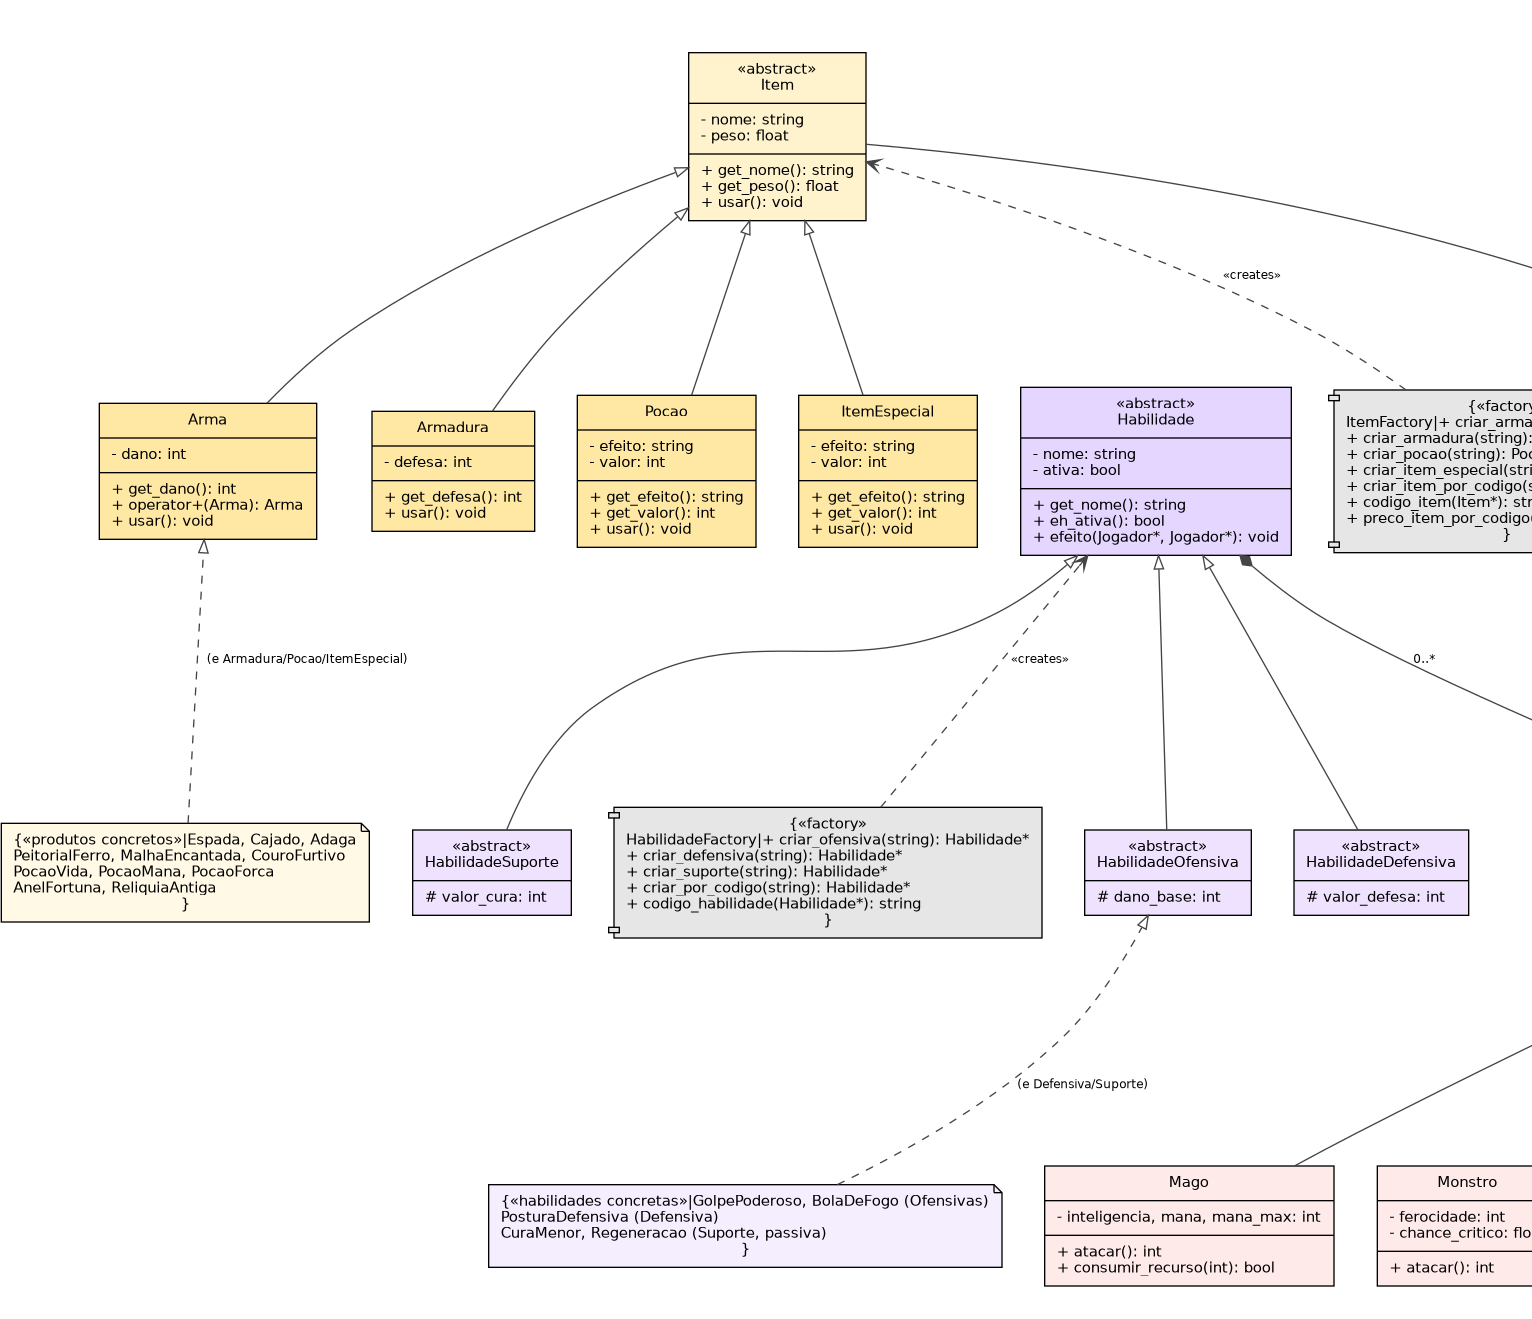 «abstract»
Item
- nome: string
- peso: float
+ get_nome(): string
+ get_peso(): float
+ usar(): void
«creates»
Arma
- dano: int
+ get_dano(): int
+ operator+(Arma): Arma
+ usar(): void
Armadura
- defesa: int
+ get_defesa(): int
+ usar(): void
Pocao
- efeito: string
- valor: int
+ get_efeito(): string
+ get_valor(): int
+ usar(): void
ItemEspecial
- efeito: string
- valor: int
+ get_efeito(): string
+ get_valor(): int
+ usar(): void
«abstract»
Habilidade
- nome: string
- ativa: bool
+ get_nome(): string
+ eh_ativa(): bool
+ efeito(Jogador*, Jogador*): void
{«factory
ItemFactory|+ criar_arma
+ criar_armadura(string):
+ criar_pocao(string): Poc
+ criar_item_especial(stri
+ criar_item_por_codigo(s
+ codigo_item(Item*): str
+ preco_item_por_codigo(
}
(e Armadura/Pocao/ItemEspecial)
«creates»
0..*
{«produtos concretos»|Espada, Cajado, Adaga
PeitorialFerro, MalhaEncantada, CouroFurtivo
PocaoVida, PocaoMana, PocaoForca
AnelFortuna, ReliquiaAntiga
}
«abstract»
HabilidadeSuporte
# valor_cura: int
{«factory»
HabilidadeFactory|+ criar_ofensiva(string): Habilidade*
+ criar_defensiva(string): Habilidade*
+ criar_suporte(string): Habilidade*
+ criar_por_codigo(string): Habilidade*
+ codigo_habilidade(Habilidade*): string
}
«abstract»
HabilidadeOfensiva
# dano_base: int
«abstract»
HabilidadeDefensiva
# valor_defesa: int
(e Defensiva/Suporte)
{«habilidades concretas»|GolpePoderoso, BolaDeFogo (Ofensivas)
PosturaDefensiva (Defensiva)
CuraMenor, Regeneracao (Suporte, passiva)
}
Mago
- inteligencia, mana, mana_max: int
+ atacar(): int
+ consumir_recurso(int): bool
Monstro
- ferocidade: int
- chance_critico: flo
+ atacar(): int